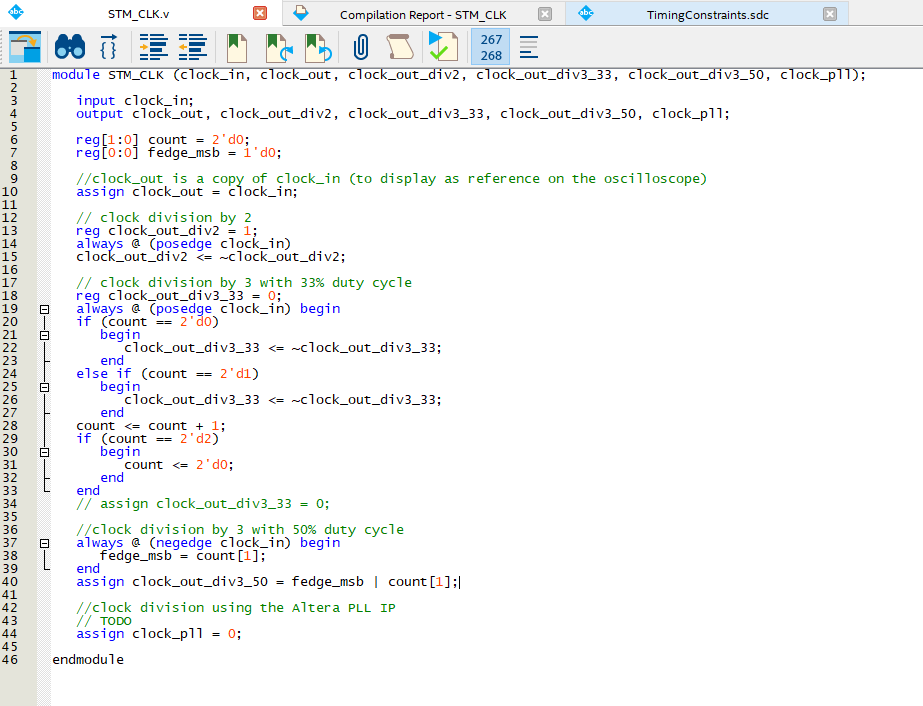 STM_CLK.v
Compilation Report - STM_CLK
TimingConstraints.sdc
267
268
1 module STM_CLK (clock_in, clock_out, clock_out_div2, clock_out_div3_33, clock_out_div3_50, clock_pll);
2
3 input clock_in;
4 output clock_out, clock_out_div2, clock_out_div3_33, clock_out_div3_50, clock_pll;
5
6 reg[1:0] count = 2'd0;
7 reg[0:0] fedge_msb = 1'd0;
8
9 //clock_out is a copy of clock_in (to display as reference on the oscilloscope)
10 assign clock_out = clock_in;
11
12 // clock division by 2
13 reg clock_out_div2 = 1;
14 always @ (posedge clock_in)
15 clock_out_div2 <= ~clock_out_div2;
16
17 // clock division by 3 with 33% duty cycle
18 reg clock_out_div3_33 = 0;
19 always @ (posedge clock_in) begin
20 if (count == 2'd0)
21 begin
22 clock_out_div3_33 <= ~clock_out_div3_33;
23 end
24 else if (count == 2'd1)
25 begin
26 clock_out_div3_33 <= ~clock_out_div3_33;
27 end
28 count <= count + 1;
29 if (count == 2'd2)
30 begin
31 count <= 2'd0;
32 end
33 end
34 // assign clock_out_div3_33 = 0;
35
36 //clock division by 3 with 50% duty cycle
37 always @ (negedge clock_in) begin
38 fedge_msb = count[1];
39 end
40 assign clock_out_div3_50 = fedge_msb | count[1];
41
42 //clock division using the Altera PLL IP
43 // TODO
44 assign clock_pll = 0;
45
46 endmodule